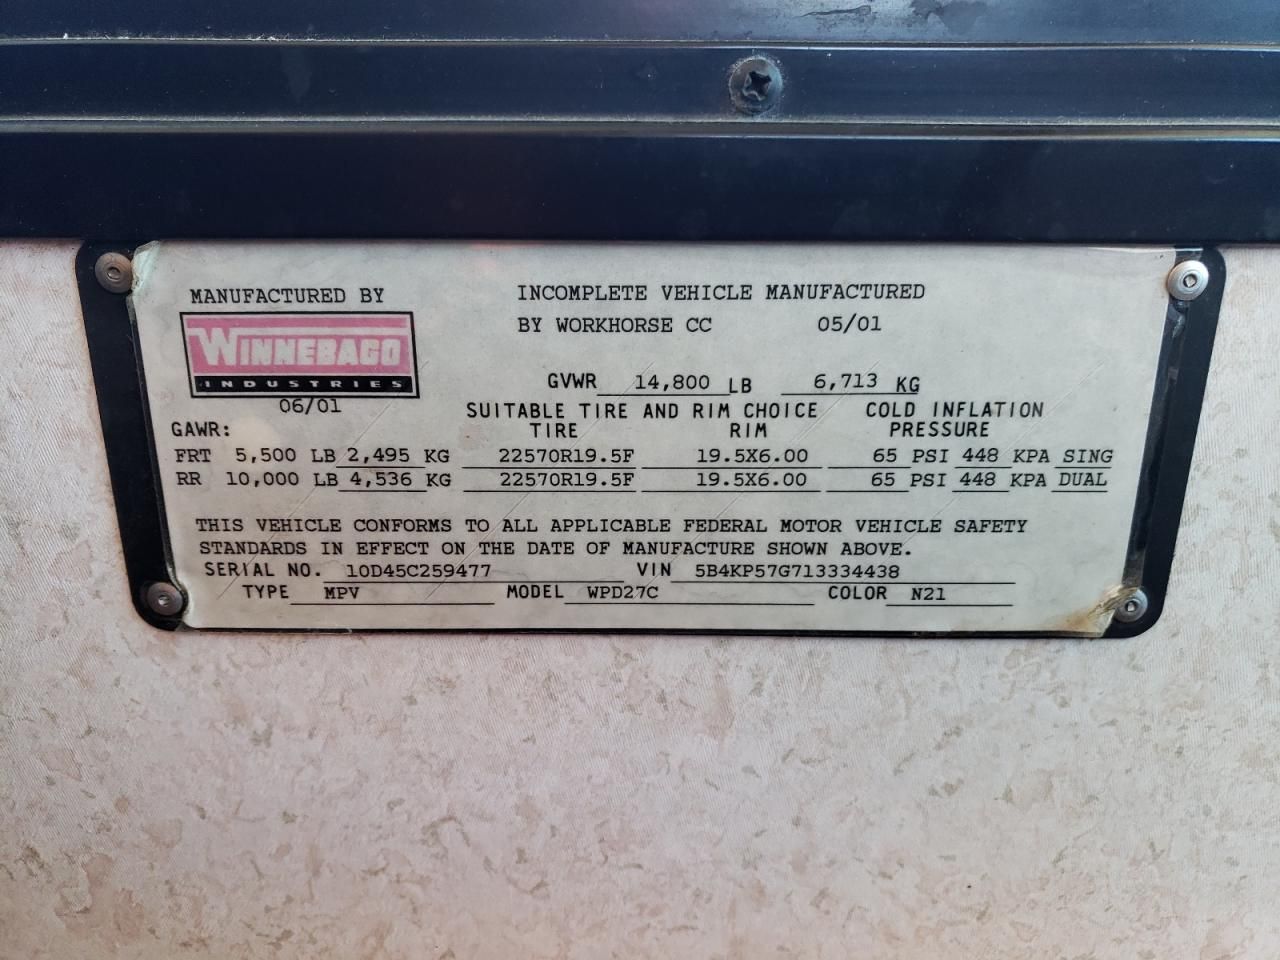 MANUFACTURED BY
WINNEBAGO
INDUSTRIES
06/01
INCOMPLETE VEHICLE MANUFACTURED
BY WORKHORSE CC 05/01
GVWR 14,800 LB 6,713 KG
SUITABLE TIRE AND RIM CHOICE COLD INFLATION
GAWR: TIRE RIM PRESSURE
FRT 5,500 LB 2,495 KG 22570R19.5F 19.5X6.00 65 PSI 448 KPA SING
RR 10,000 LB 4,536 KG 22570R19.5F 19.5X6.00 65 PSI 448 KPA DUAL
THIS VEHICLE CONFORMS TO ALL APPLICABLE FEDERAL MOTOR VEHICLE SAFETY
STANDARDS IN EFFECT ON THE DATE OF MANUFACTURE SHOWN ABOVE.
SERIAL NO. 10D45C259477 VIN 5B4KP57G713334438
TYPE MPV MODEL WPD27C COLOR N21